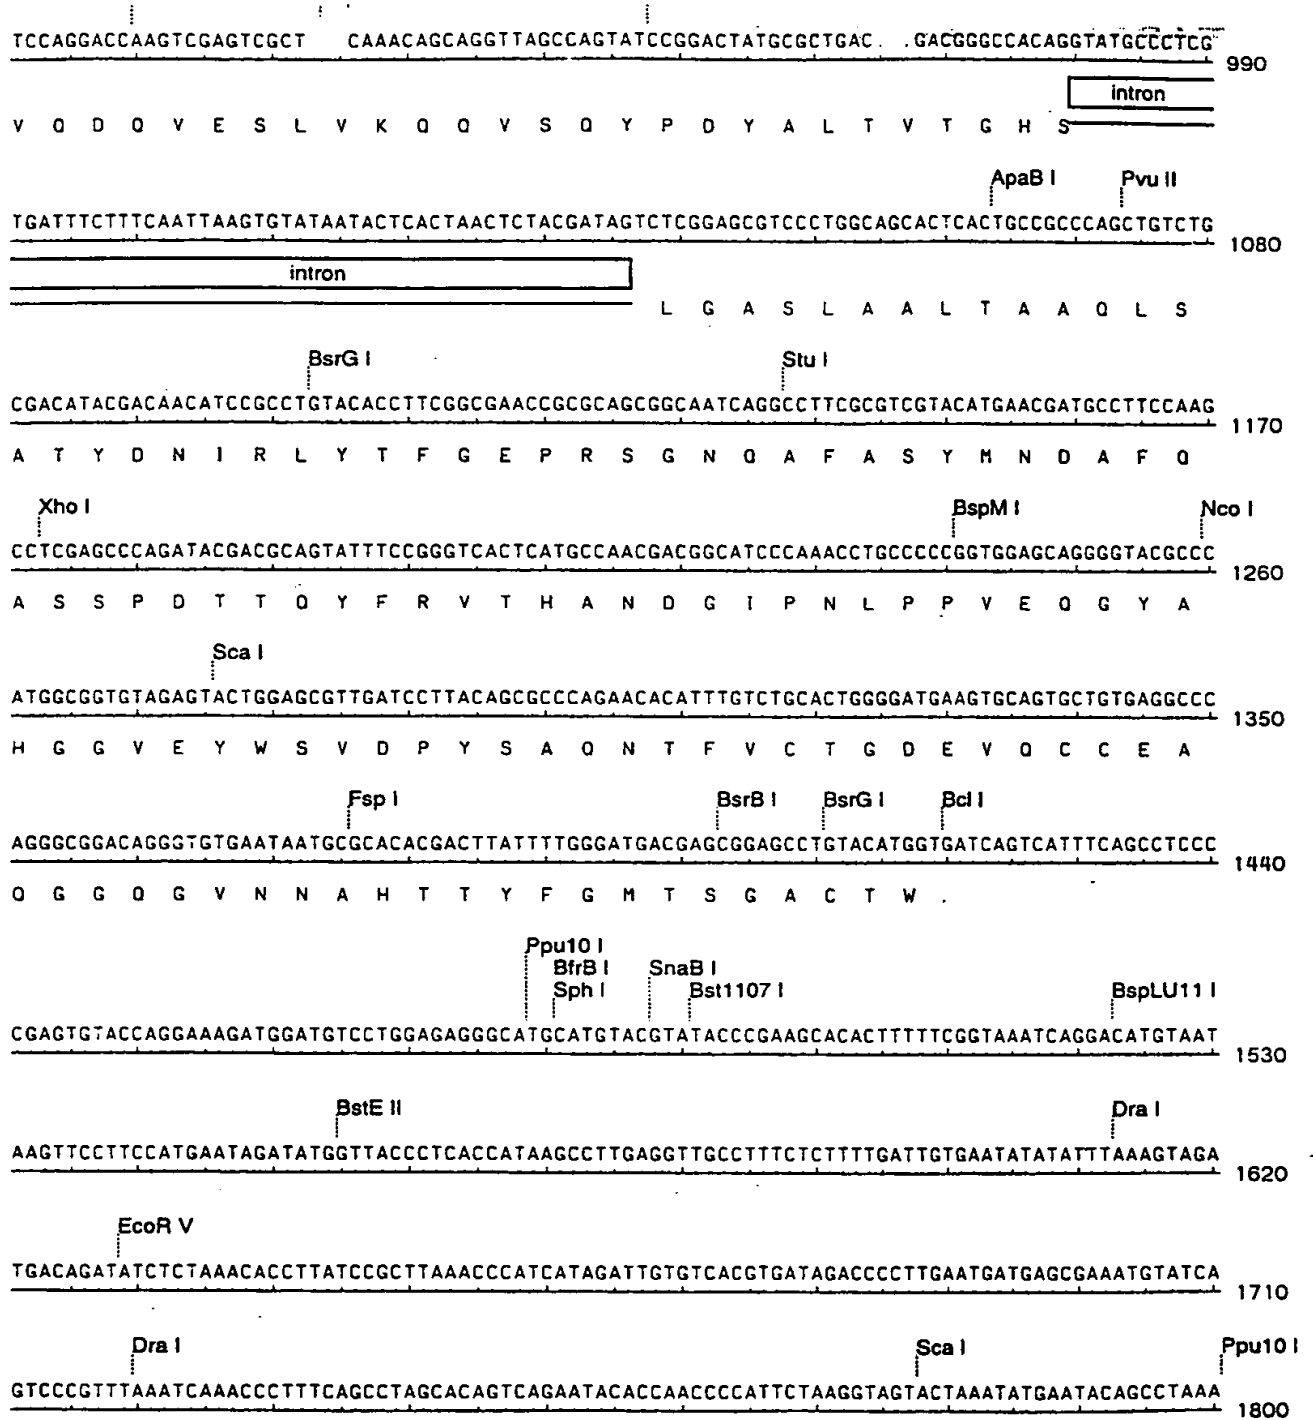 TCCAGGACCAAGTCGAGTCGCT CAAACAGCAGGTTAGCCAGTATCCGGACTATGCGCTGAC GACGGGCCACAGGTATGCCCTCG
990
intron
V Q D Q V E S L V K Q Q V S Q Y P D Y A L T V T G H S
ApaB I Pvu II
TGATTTCTTTCAATTAAGTGTATAATACTCACTAACTCTACGATAGTCTCGGAGCGTCCCTGGCAGCACTCACTGCCGCCCAGCTGTCTG
1080
intron
L G A S L A A L T A A Q L S
BsrG I Stu I
CGACATACGACAACATCCGCCTGTACACCTTCGGCGAACCGCGCAGCGGCAATCAGGCCTTCGCGTCGTACATGAACGATGCCTTCCAAG
1170
A T Y D N I R L Y T F G E P R S G N Q A F A S Y M N D A F Q
Xho I BspM I Nco I
CCTCGAGCCCAGATACGACGCAGTATTTCCGGGTCACTCATGCCAACGACGGCATCCCAAACCTGCCCCCGGTGGAGCAGGGGTACGCCC
1260
A S S P D T T Q Y F R V T H A N D G I P N L P P V E Q G Y A
Sca I
ATGGCGGTGTAGAGTACTGGAGCGTTGATCCTTACAGCGCCCAGAACACATTTGTCTGCACTGGGGATGAAGTGCAGTGCTGTGAGGCCC
1350
H G G V E Y W S V D P Y S A Q N T F V C T G D E V Q C C E A
Fsp I BsrB I BsrG I Bcl I
AGGGCGGACAGGGTGTGAATAATGCGCACACGACTTATTTTGGGATGACGAGCGGAGCCTGTACATGGTGATCAGTCATTTCAGCCTCCC
1440
Q G G Q G V N N A H T T Y F G M T S G A C T W .
Ppu10 I
BfrB I SnaB I
Sph I Bst1107 I BspLU11 I
CGAGTGTACCAGGAAAGATGGATGTCCTGGAGAGGGCATGCATGTACGTATACCCGAAGCACACTTTTTCGGTAAATCAGGACATGTAAT
1530
BstE II Dra I
AAGTTCCTTCCATGAATAGATATGGTTACCCTCACCATAAGCCTTGAGGTTGCCTTTCTCTTTTGATTGTGAATATATATTTAAAGTAGA
1620
EcoR V
TGACAGATATCTCTAAACACCTTATCCGCTTAAACCCATCATAGATTGTGTCACGTGATAGACCCCTTGAATGATGAGCGAAATGTATCA
1710
Dra I Sca I Ppu10 I
GTCCCGTTTAAATCAAACCCTTTCAGCCTAGCACAGTCAGAATACACCAACCCCATTCTAAGGTAGTACTAAATATGAATACAGCCTAAA
1800